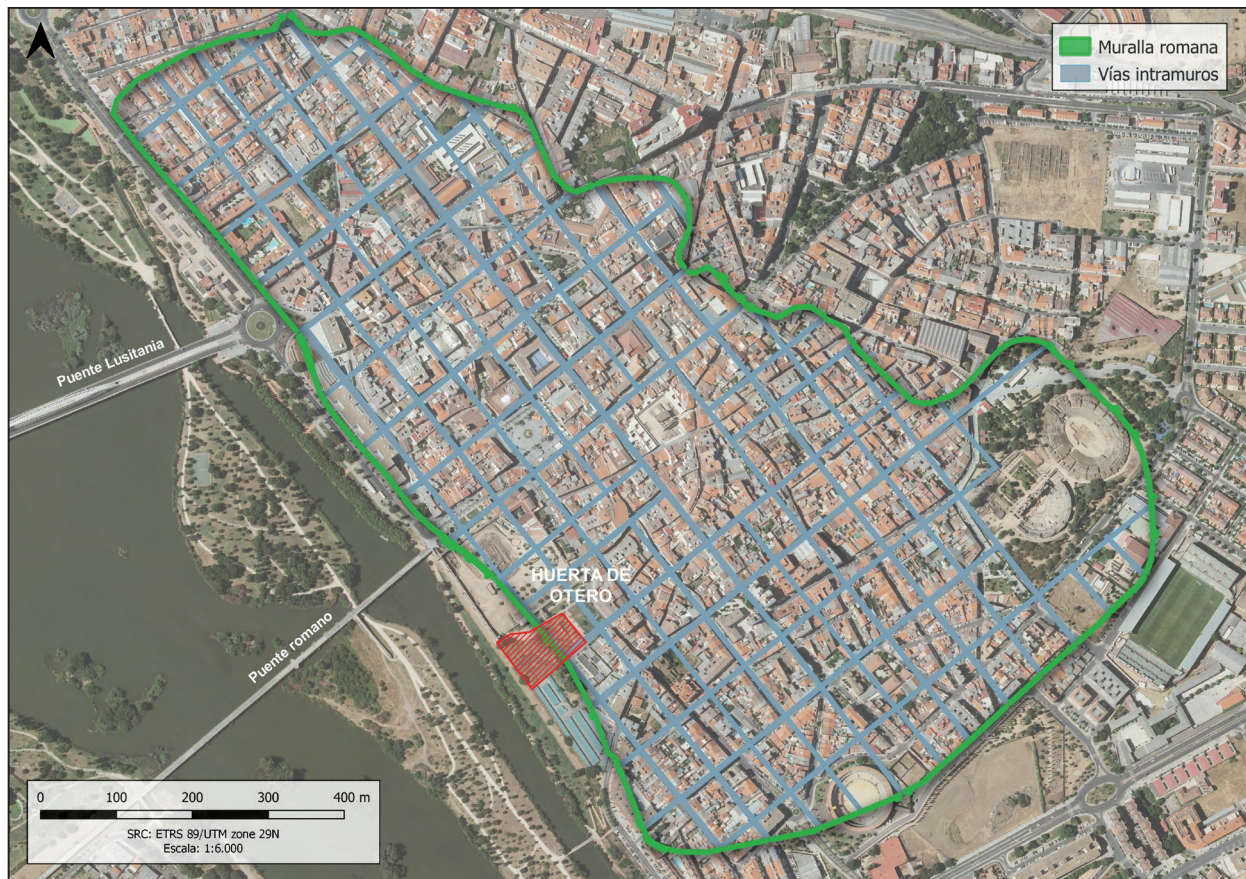 Muralla romana
Vías intramuros
Puente Lusitania
HUERTA DE
OTERO
Puente romano
0 100 200 300 400 m
SRC: ETRS 89/UTM zone 29N
Escala: 1:6.000